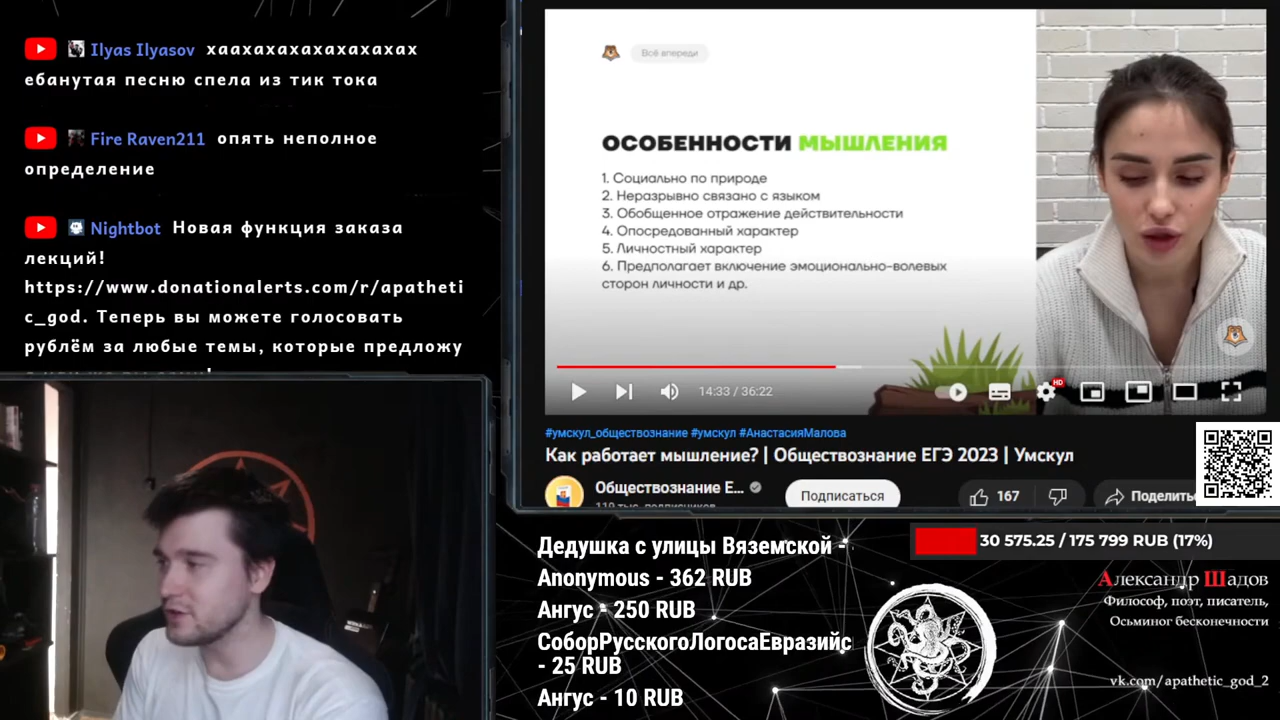 Ilyas Ilyasov хаахахахахахахах
ебанутая песню спела из тик тока
Fire Raven211 опять неполное
определение
Nightbot Новая функция заказа
лекций!
https://www.donationalerts.com/r/apatheti
c_god. Теперь вы можете голосовать
рублём за любые темы, которые предложу
Всё впереди
ОСОБЕННОСТИ МЫШЛЕНИЯ
1. Социально по природе
2. Неразрывно связано с языком
3. Обобщенное отражение действительности
4. Опосредованный характер
5. Личностный характер
6. Предполагает включение эмоционально-волевых
сторон личности и др.
14:33 / 36:22
HD
#умскул_обществознание #умскул #АнастасияМалова
Как работает мышление? | Обществознание ЕГЭ 2023 | Умскул
Обществознание Е...
Подписаться
167
Поделить
Дедушка с улицы Вяземской -
Anonymous - 362 RUB
Ангус - 250 RUB
СоборРусскогоЛогосаЕвразийс
- 25 RUB
Ангус - 10 RUB
30 575.25 / 175 799 RUB (17%)
Александр Шадов
Философ, поэт, писатель,
Осьминог бесконечности
vk.com/apathetic_god_2